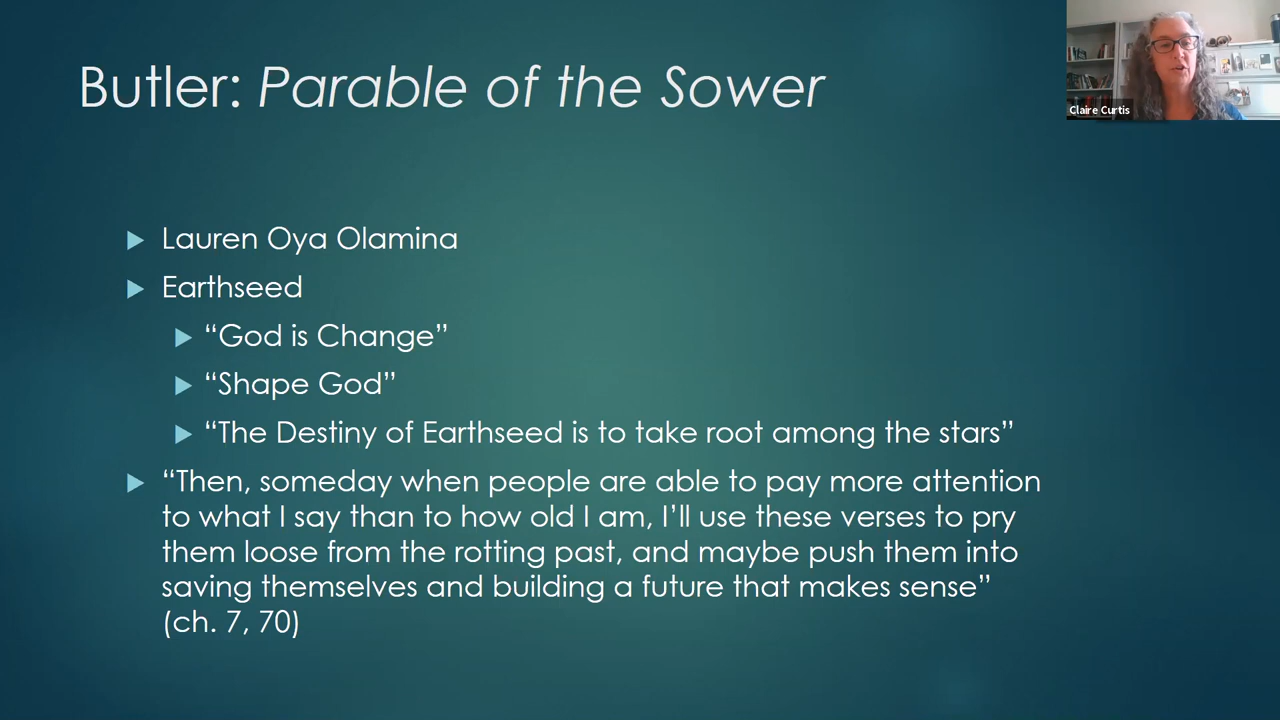 Butler: Parable of the Sower
Claire Curtis
Lauren Oya Olamina
Earthseed
“God is Change”
“Shape God”
“The Destiny of Earthseed is to take root among the stars”
“Then, someday when people are able to pay more attention
to what I say than to how old I am, I’ll use these verses to pry
them loose from the rotting past, and maybe push them into
saving themselves and building a future that makes sense”
(ch. 7, 70)